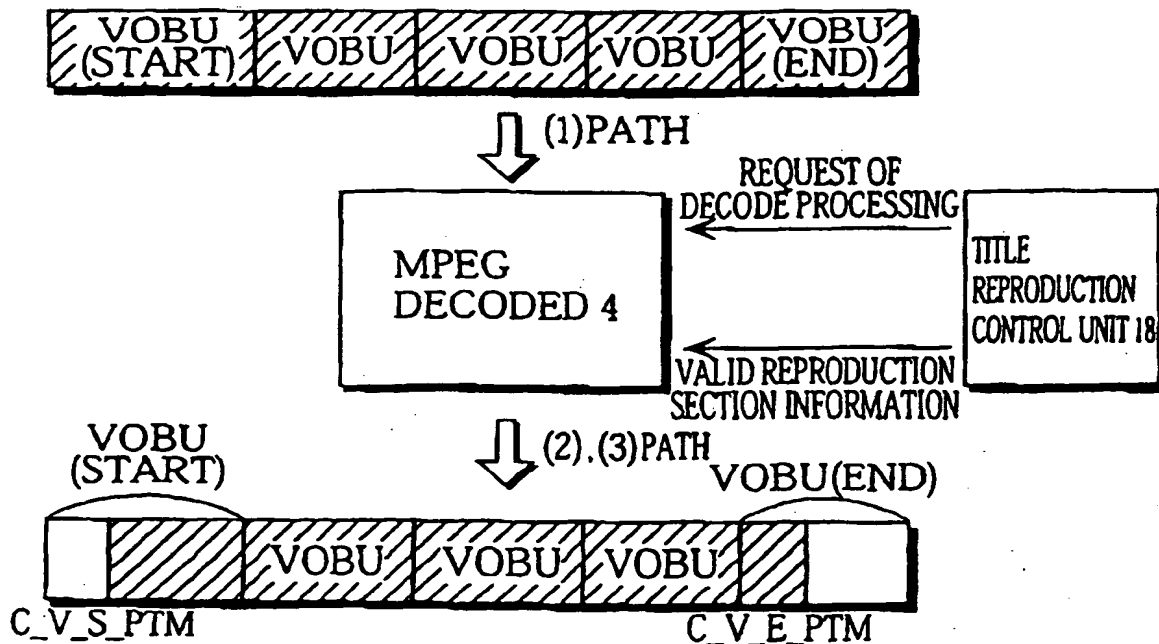 VOBU
(START)
VOBU
VOBU
VOBU
VOBU
(END)
(1)PATH
REQUEST OF
DECODE PROCESSING
MPEG
DECODED 4
TITLE
REPRODUCTION
CONTROL UNIT 18
VALID REPRODUCTION
SECTION INFORMATION
(2),(3)PATH
VOBU
(START)
VOBU(END)
VOBU
VOBU
VOBU
C_V_S_PTM
C_V_E_PTM